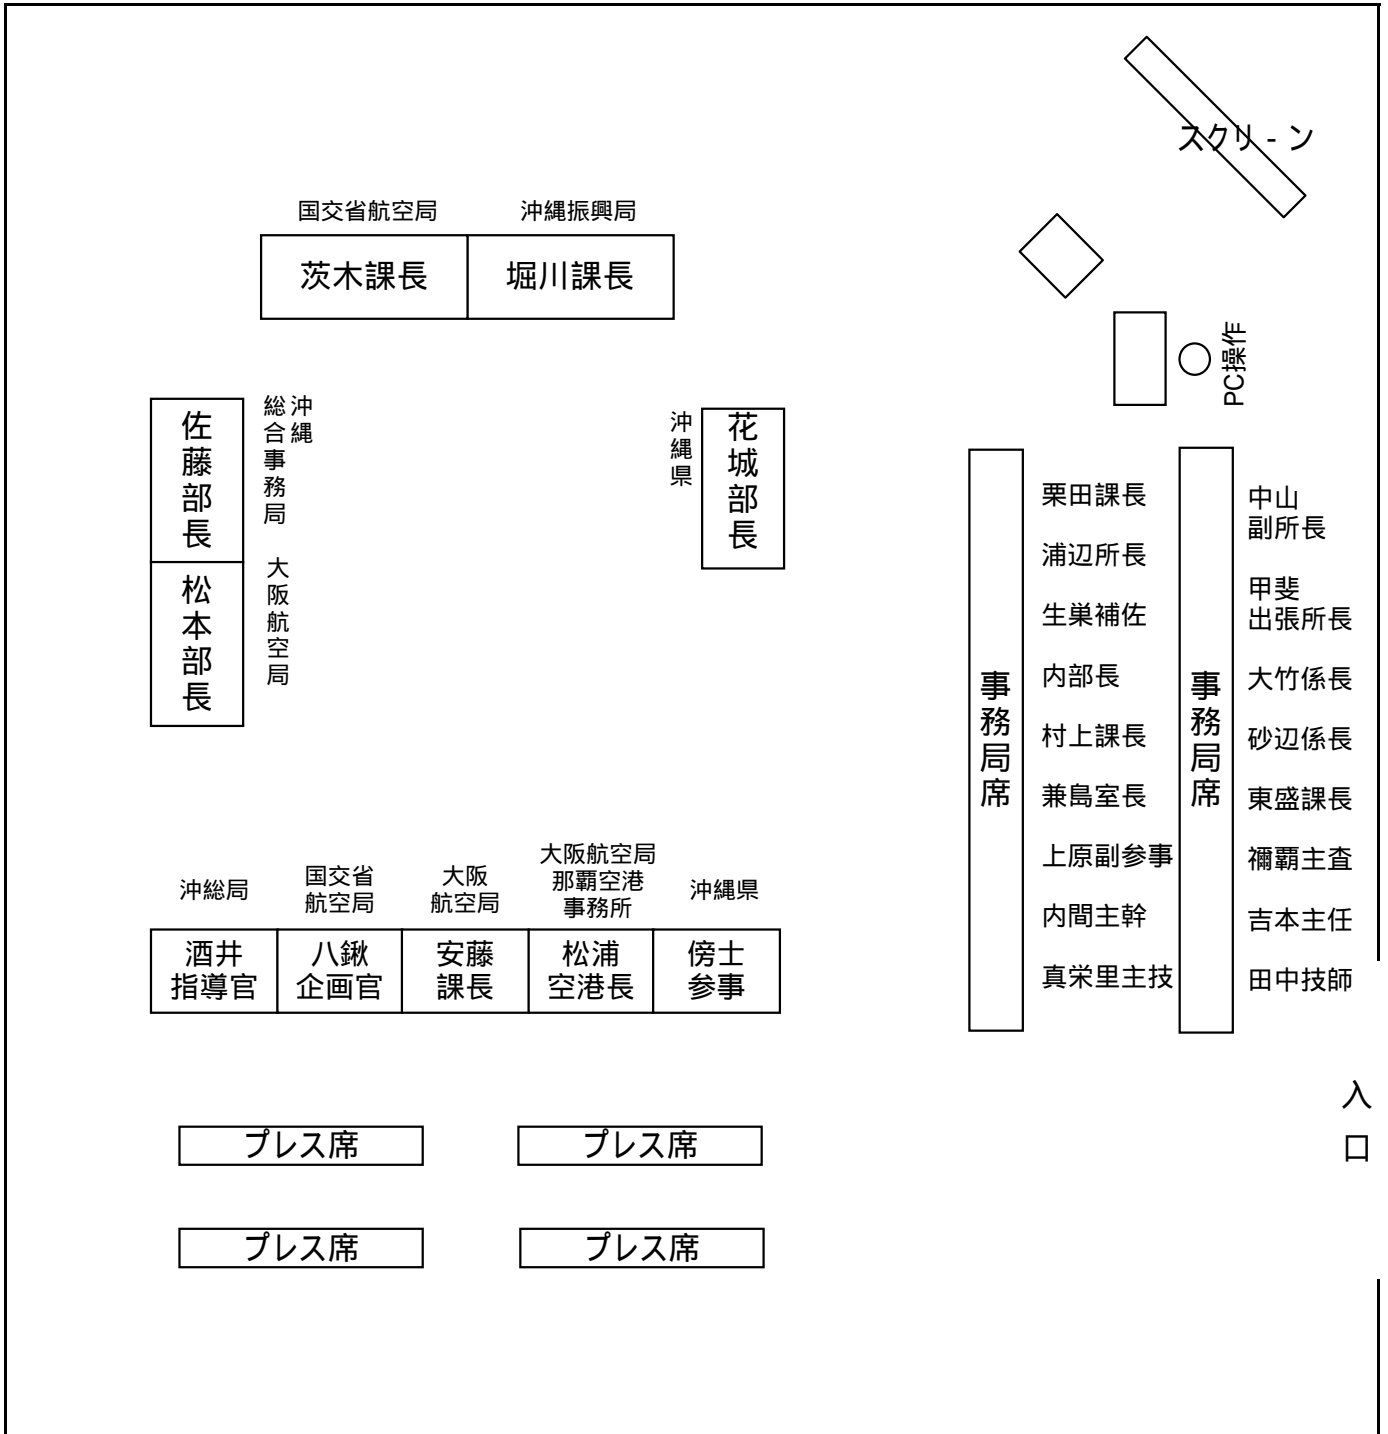 スクリ-ン
国交省航空局
沖縄振興局
茨木課長
堀川課長
PC操作
佐藤部長
沖縄
総合事務局
松本部長
大阪航空局
沖縄県
花城部長
事務局席
栗田課長
浦辺所長
生巣補佐
内部長
村上課長
兼島室長
上原副参事
内間主幹
真栄里主技
事務局席
中山
副所長
甲斐
出張所長
大竹係長
砂辺係長
東盛課長
禰覇主査
吉本主任
田中技師
沖総局
国交省
航空局
大阪
航空局
大阪航空局
那覇空港
事務所
沖縄県
酒井
指導官
八鍬
企画官
安藤
課長
松浦
空港長
傍士
参事
入口
プレス席
プレス席
プレス席
プレス席